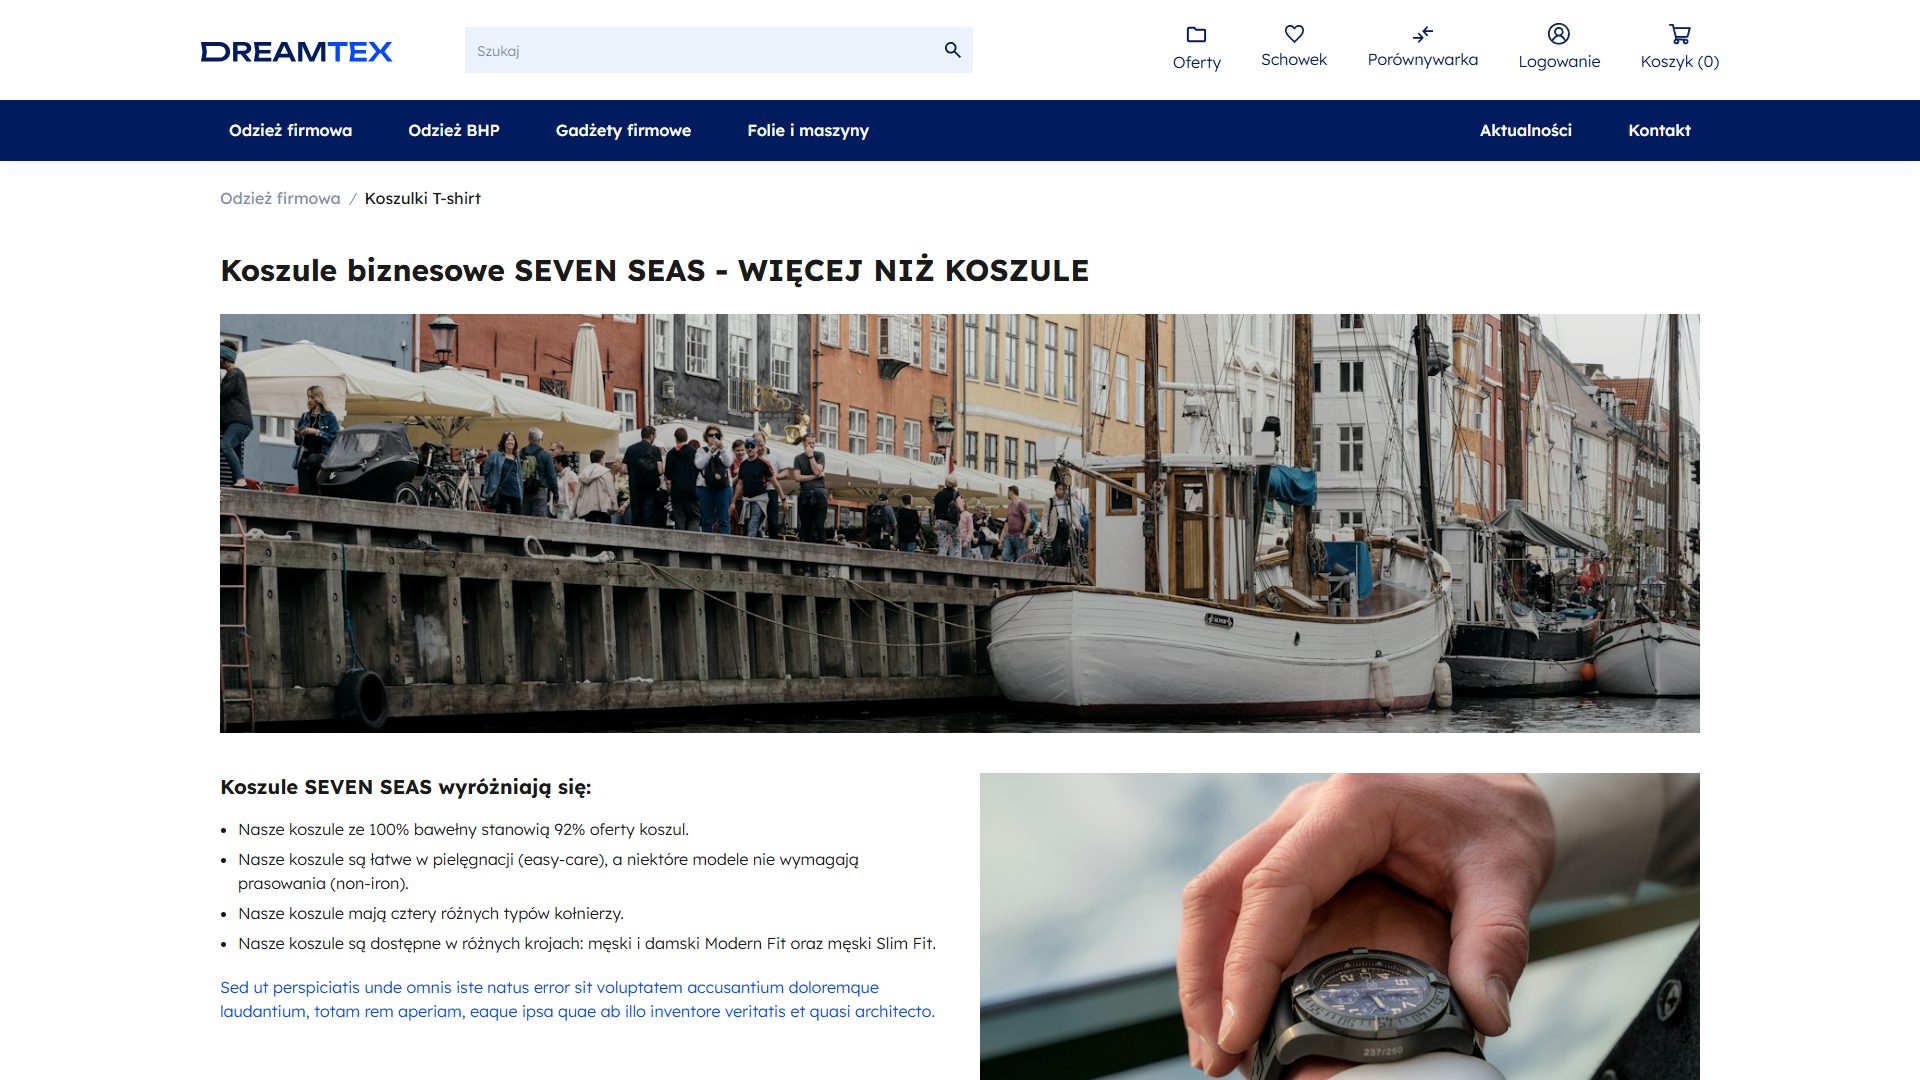 DREAMTEX
Szukaj
Oferty
Schowek
Porównywarka
Logowanie
Koszyk (0)
Odzież firmowa
Odzież BHP
Gadżety firmowe
Folie i maszyny
Aktualności
Kontakt
Odzież firmowa / Koszulki T-shirt
Koszule biznesowe SEVEN SEAS - WIĘCEJ NIŻ KOSZULE
Koszule SEVEN SEAS wyróżniają się:
Nasze koszule ze 100% bawełny stanowią 92% oferty koszul.
Nasze koszule są łatwe w pielęgnacji (easy-care), a niektóre modele nie wymagają
prasowania (non-iron).
Nasze koszule mają cztery różnych typów kołnierzy.
Nasze koszule są dostępne w różnych krojach: męski i damski Modern Fit oraz męski Slim Fit.
Sed ut perspiciatis unde omnis iste natus error sit voluptatem accusantium doloremque
laudantium, totam rem aperiam, eaque ipsa quae ab illo inventore veritatis et quasi architecto.
237/250